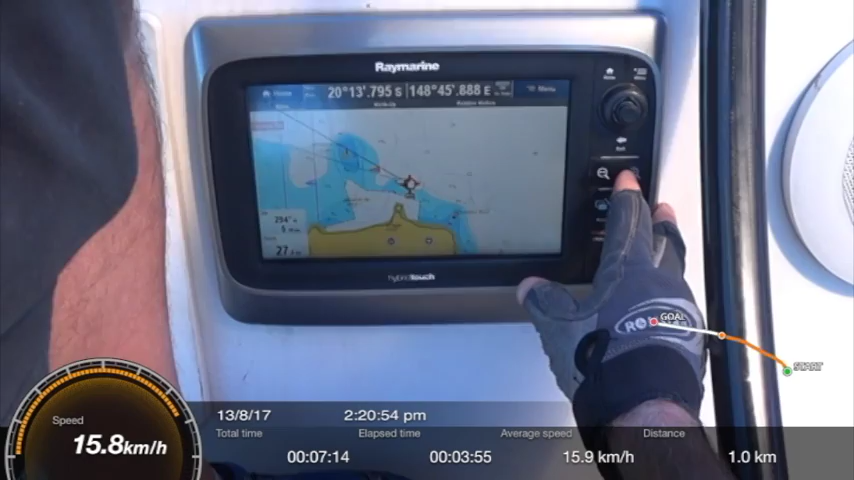 Raymarine
Home
20°13'.795 S 148°45'.888 E
Menu
294°
27
hybridtouch
GOAL
START
13/8/17 2:20:54 pm
Speed
15.8km/h
Total time Elapsed time Average speed Distance
00:07:14 00:03:55 15.9 km/h 1.0 km